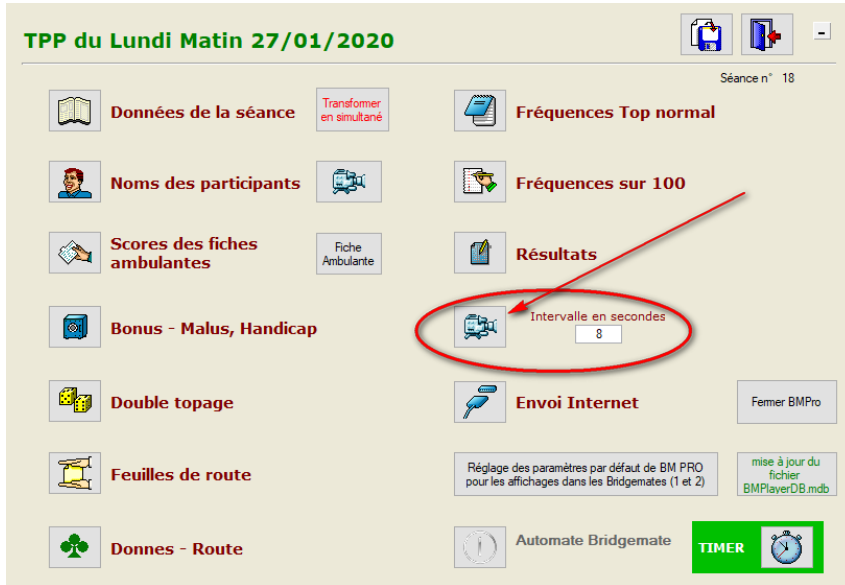 TPP du Lundi Matin 27/01/2020
-
Séance n° 18
Données de la séance
Transformer
en simultané
Fréquences Top normal
Noms des participants
Fréquences sur 100
Scores des fiches
ambulantes
Fiche
Ambulante
Résultats
Bonus - Malus, Handicap
Intervalle en secondes
8
Double topage
Envoi Internet
Fermer BMPro
Feuilles de route
Réglage des paramètres par défaut de BM PRO
pour les affichages dans les Bridgemates (1 et 2)
mise à jour du
fichier
BMPlayerDB.mdb
Donnes - Route
Automate Bridgemate
TIMER